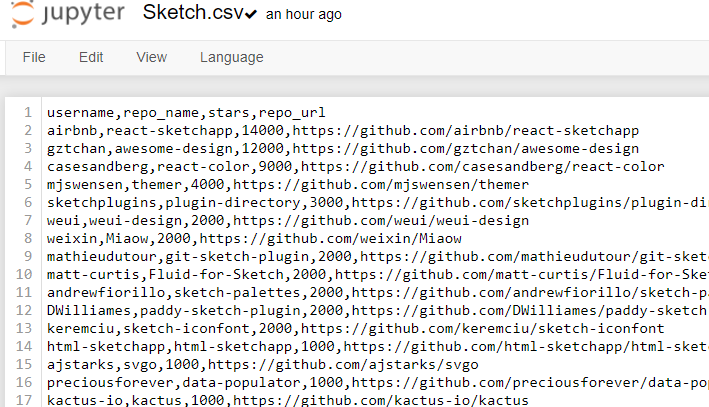 jupyter Sketch.csv✔ an hour ago
File Edit View Language
1 username,repo_name,stars,repo_url
2 airbnb,react-sketchapp,14000,https://github.com/airbnb/react-sketchapp
3 gztchan,awesome-design,12000,https://github.com/gztchan/awesome-design
4 casesandberg,react-color,9000,https://github.com/casesandberg/react-color
5 mjswensen,themer,4000,https://github.com/mjswensen/themer
6 sketchplugins,plugin-directory,3000,https://github.com/sketchplugins/plugin-di
7 weui,weui-design,2000,https://github.com/weui/weui-design
8 weixin,Miaow,2000,https://github.com/weixin/Miaow
9 mathieudutour,git-sketch-plugin,2000,https://github.com/mathieudutour/git-sket
10 matt-curtis,Fluid-for-Sketch,2000,https://github.com/matt-curtis/Fluid-for-Ske
11 andrewfiorillo,sketch-palettes,2000,https://github.com/andrewfiorillo/sketch-p
12 DWilliames,paddy-sketch-plugin,2000,https://github.com/DWilliames/paddy-sketch
13 keremciu,sketch-iconfont,2000,https://github.com/keremciu/sketch-iconfont
14 html-sketchapp,html-sketchapp,1000,https://github.com/html-sketchapp/html-sket
15 ajstarks,svgo,1000,https://github.com/ajstarks/svgo
16 preciousforever,data-populator,1000,https://github.com/preciousforever/data-po
17 kactus-io,kactus,1000,https://github.com/kactus-io/kactus